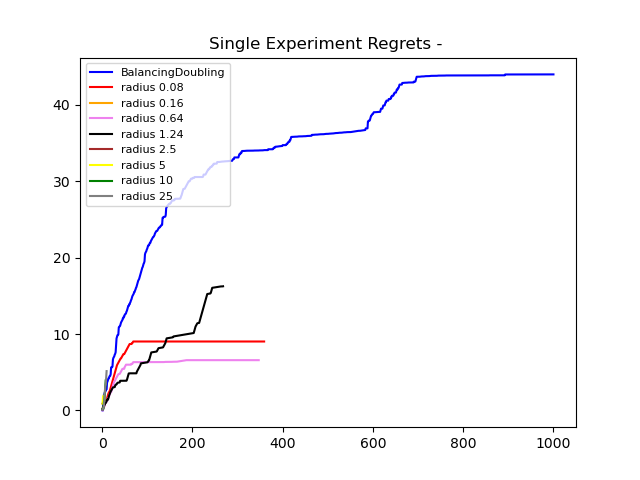 Single Experiment Regrets -
BalancingDoubling
radius 0.08
radius 0.16
radius 0.64
radius 1.24
radius 2.5
radius 5
radius 10
radius 25
40
30
20
10
0
0 200 400 600 800 1000